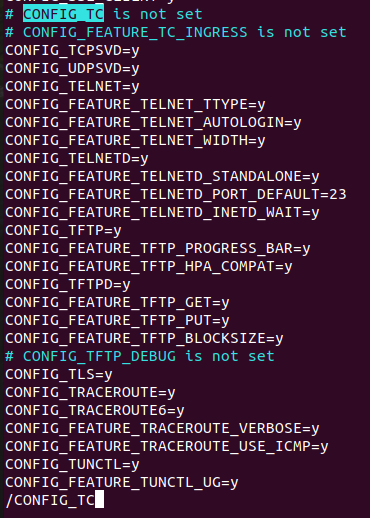 # CONFIG_TC is not set
# CONFIG_FEATURE_TC_INGRESS is not set
CONFIG_TCPSVD=y
CONFIG_UDPSVD=y
CONFIG_TELNET=y
CONFIG_FEATURE_TELNET_TTYPE=y
CONFIG_FEATURE_TELNET_AUTOLOGIN=y
CONFIG_FEATURE_TELNET_WIDTH=y
CONFIG_TELNETD=y
CONFIG_FEATURE_TELNETD_STANDALONE=y
CONFIG_FEATURE_TELNETD_PORT_DEFAULT=23
CONFIG_FEATURE_TELNETD_INETD_WAIT=y
CONFIG_TFTP=y
CONFIG_FEATURE_TFTP_PROGRESS_BAR=y
CONFIG_FEATURE_TFTP_HPA_COMPAT=y
CONFIG_TFTPD=y
CONFIG_FEATURE_TFTP_GET=y
CONFIG_FEATURE_TFTP_PUT=y
CONFIG_FEATURE_TFTP_BLOCKSIZE=y
# CONFIG_TFTP_DEBUG is not set
CONFIG_TLS=y
CONFIG_TRACEROUTE=y
CONFIG_TRACEROUTE6=y
CONFIG_FEATURE_TRACEROUTE_VERBOSE=y
CONFIG_FEATURE_TRACEROUTE_USE_ICMP=y
CONFIG_TUNCTL=y
CONFIG_FEATURE_TUNCTL_UG=y
/CONFIG_TC